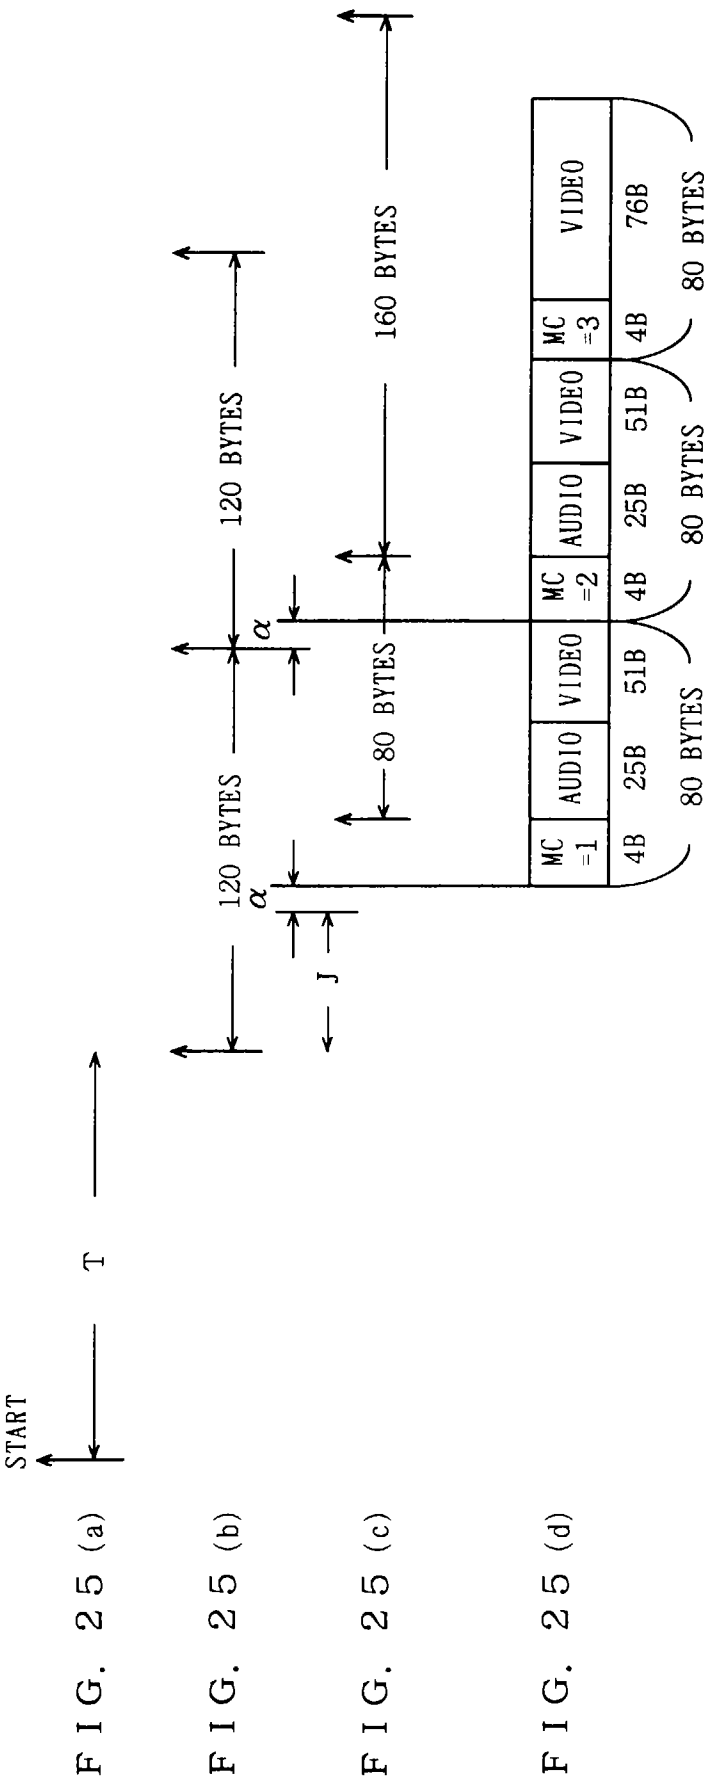 START
FIG. 25 (a)
T
FIG. 25 (b)
120 BYTES
120 BYTES
α
α
J
FIG. 25 (c)
80 BYTES
160 BYTES
FIG. 25 (d)
MC =1
AUDIO
VIDEO
MC =2
AUDIO
VIDEO
MC =3
VIDEO
4B
25B
51B
4B
25B
51B
4B
76B
80 BYTES
80 BYTES
80 BYTES